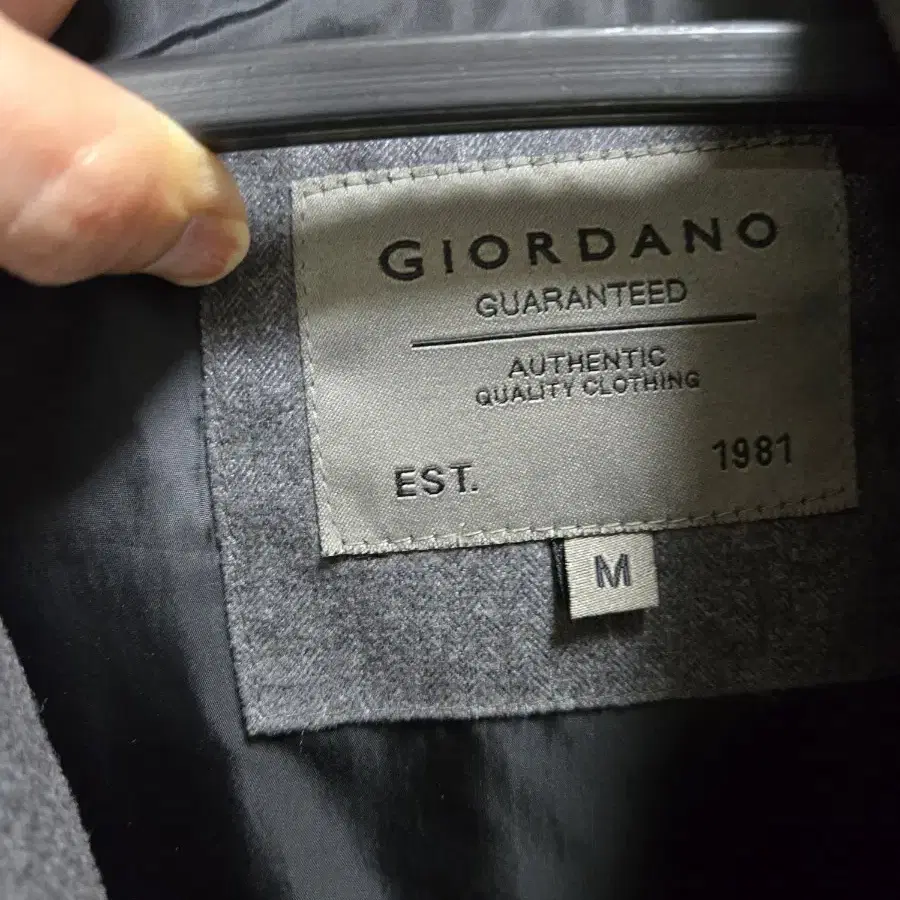 GIORDANO
GUARANTEED
AUTHENTIC
QUALITY CLOTHING
EST. 1981
M